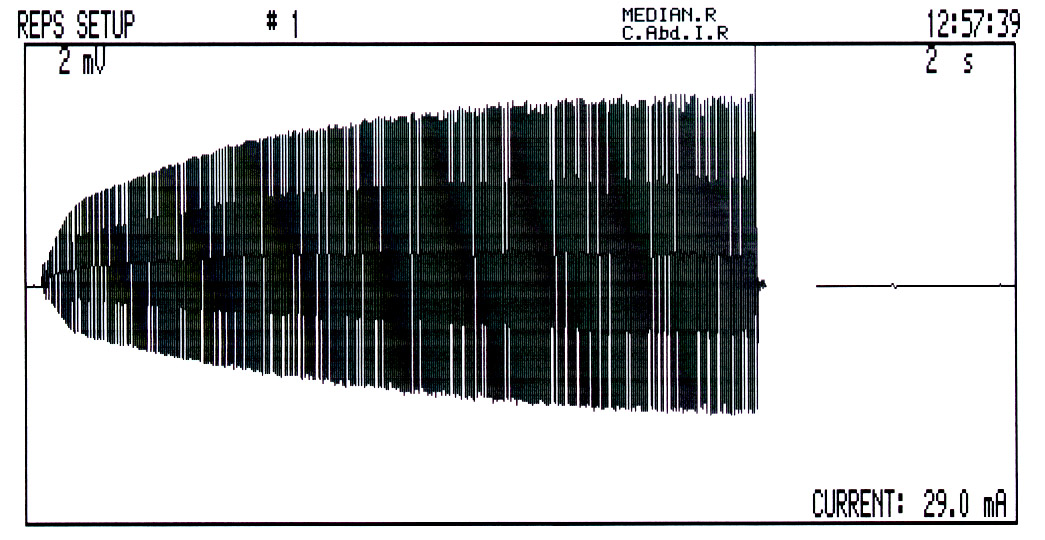 REPS SETUP # 1 MEDIAN.R 12:57:39
C.Abd.I.R
2 mV 2 s
CURRENT: 29.0 mA